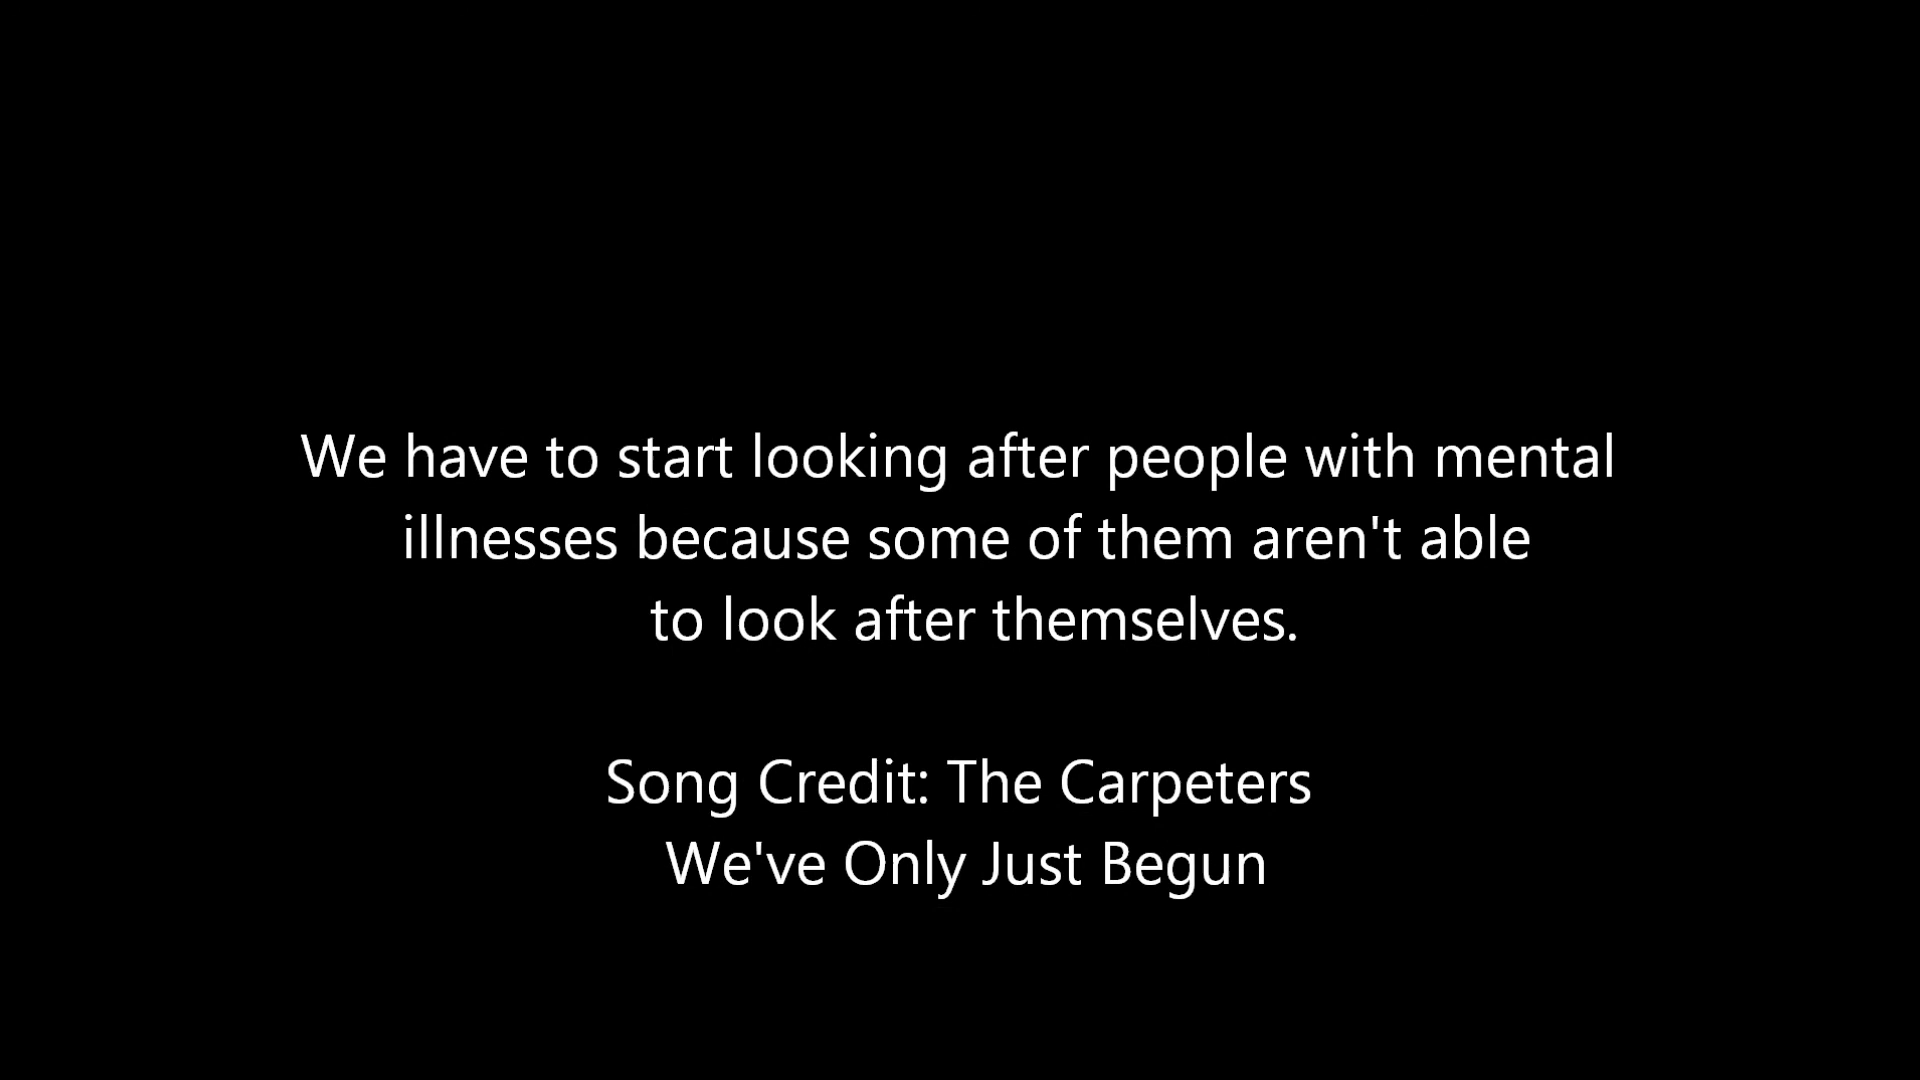 We have to start looking after people with mental
illnesses because some of them aren't able
to look after themselves.
Song Credit: The Carpeters
We've Only Just Begun